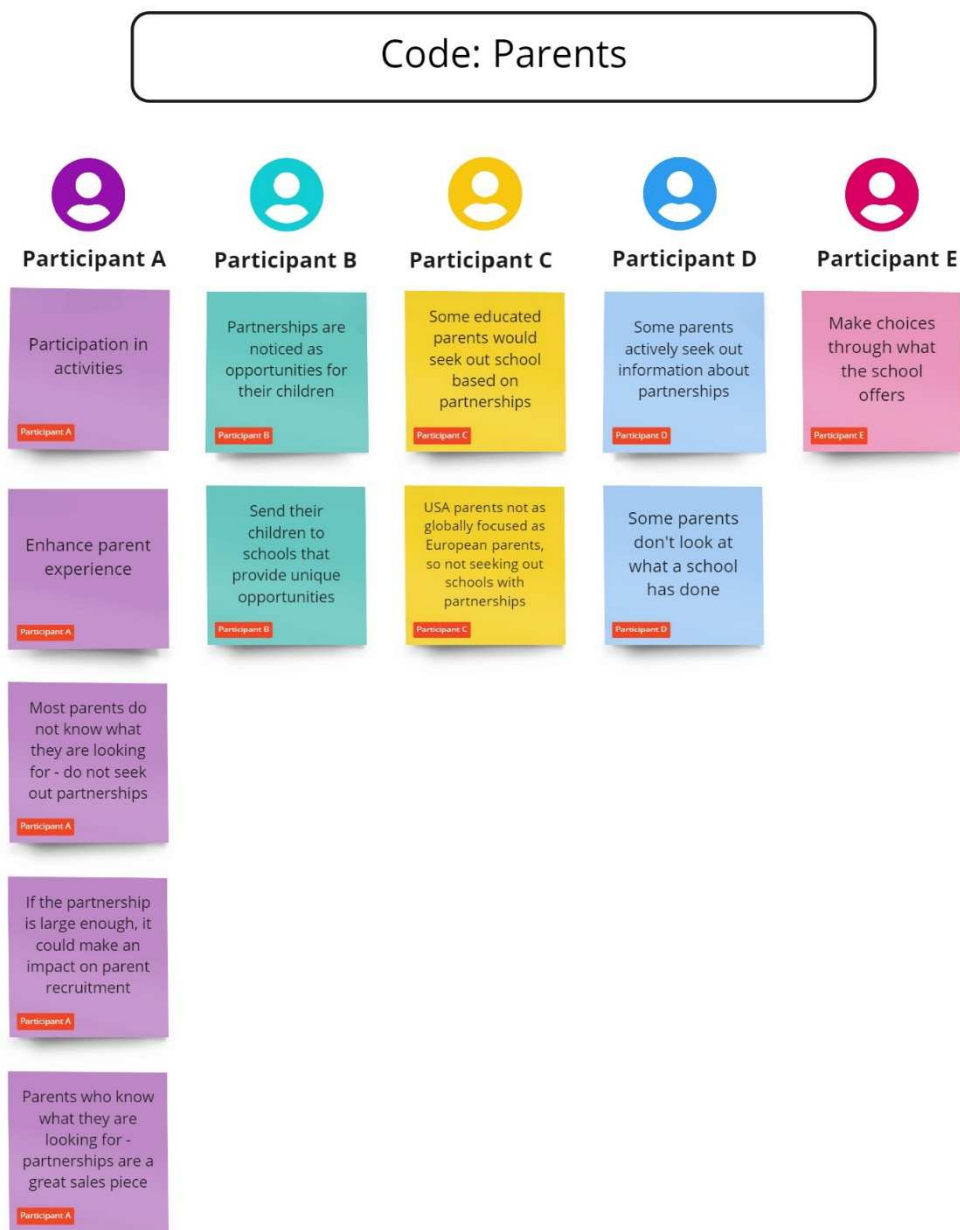 Code: Parents
Participant A
Participant B
Participant C
Participant D
Participant E
Participation in
activities
Participant A
Partnerships are
noticed as
opportunities for
their children
Participant B
Some educated
parents would
seek out school
based on
partnerships
Participant C
Some parents
actively seek out
information about
partnerships
Participant D
Make choices
through what
the school
offers
Participant E
Enhance parent
experience
Participant A
Send their
children to
schools that
provide unique
opportunities
Participant B
USA parents not as
globally focused as
European parents,
so not seeking out
schools with
partnerships
Participant C
Some parents
don't look at
what a school
has done
Participant D
Most parents do
not know what
they are looking
for - do not seek
out partnerships
Participant A
If the partnership
is large enough, it
could make an
impact on parent
recruitment
Participant A
Parents who know
what they are
looking for -
partnerships are a
great sales piece
Participant A